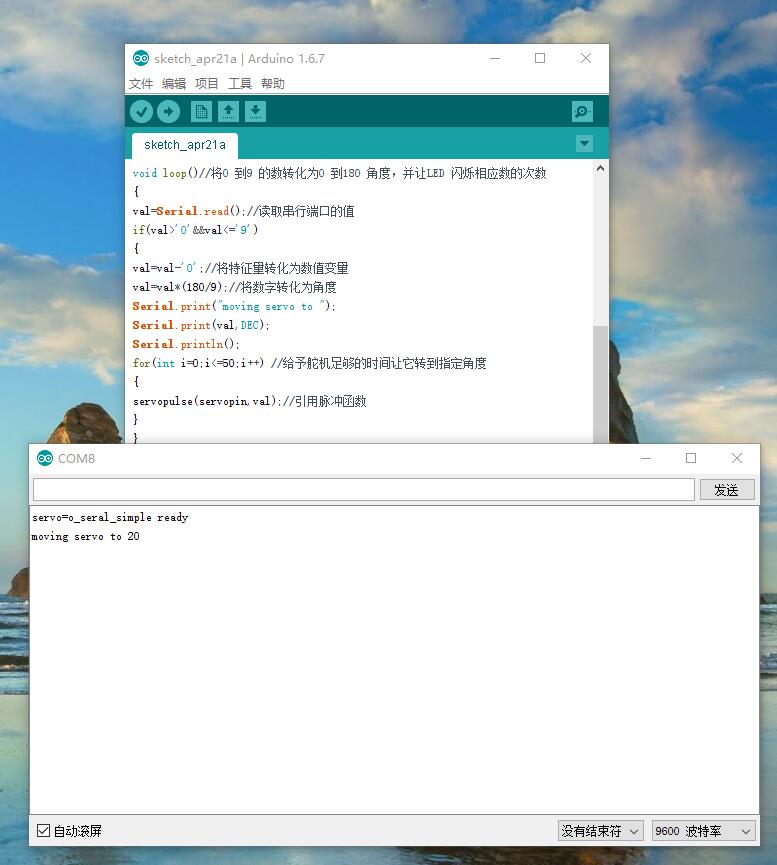 sketch_apr21a | Arduino 1.6.7
文件 编辑 项目 工具 帮助
sketch_apr21a
void loop()//将0 到9 的数转化为0 到180 角度，并让LED 闪烁相应数的次数
{
val=Serial.read();//读取串行端口的值
if(val>'0'&&val<='9')
{
val=val-'0';//将特征量转化为数值变量
val=val*(180/9);//将数字转化为角度
Serial.print("moving servo to ");
Serial.print(val,DEC);
Serial.println();
for(int i=0;i<=50;i++) //给予舵机足够的时间让它转到指定角度
{
servopulse(servopin,val);//引用脉冲函数
}
}
COM8
发送
servo=o_seral_simple ready
moving servo to 20
自动滚屏 没有结束符 9600 波特率